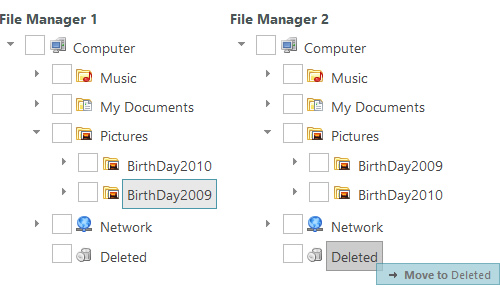 File Manager 1
Computer
Music
My Documents
Pictures
BirthDay2010
BirthDay2009
Network
Deleted
File Manager 2
Computer
Music
My Documents
Pictures
BirthDay2009
BirthDay2010
Network
Deleted
Move to Deleted